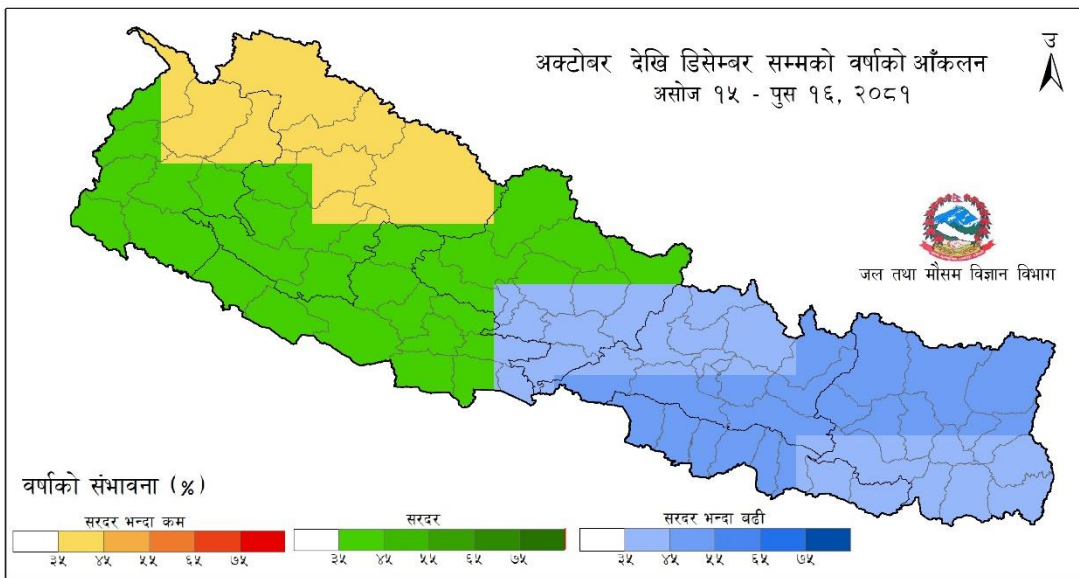 अक्टोबर देखि डिसेम्बर सम्मको वर्षाको आँकलन
असोज १५ - पुस १६, २०८१
उ
जल तथा मौसम विज्ञान विभाग
वर्षाको संभावना (%)
सरदर भन्दा कम
३५ ४५ ५५ ६५ ७५
सरदर
३५ ४५ ५५ ६५ ७५
सरदर भन्दा बढी
३५ ४५ ५५ ६५ ७५